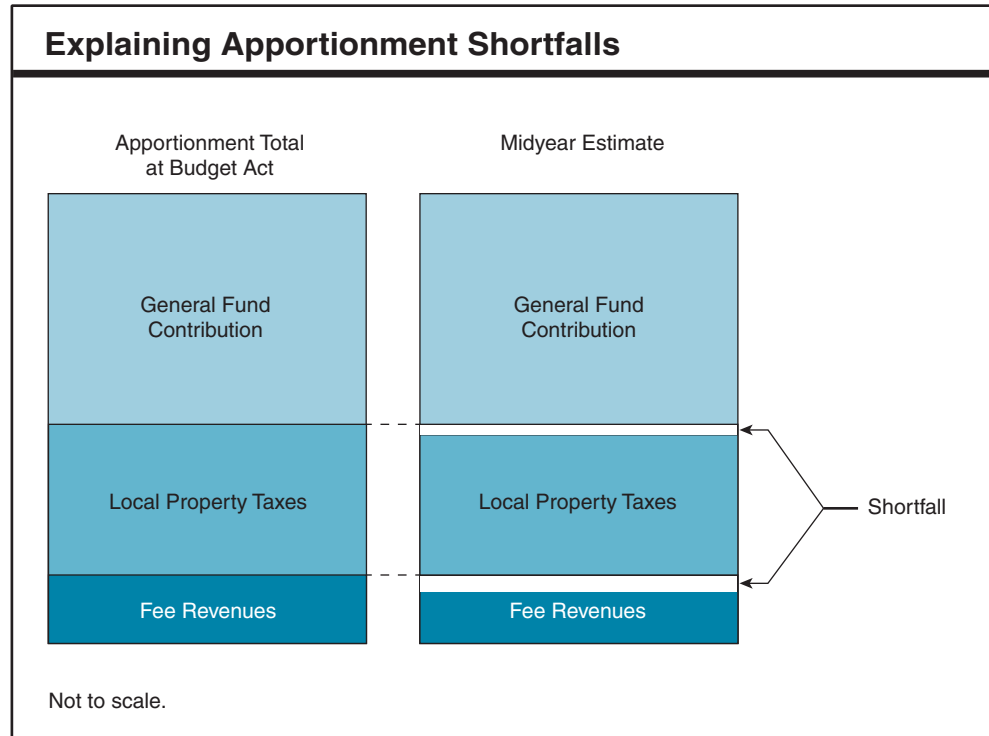 Explaining Apportionment Shortfalls
Apportionment Total
at Budget Act
Midyear Estimate
General Fund
Contribution
General Fund
Contribution
Local Property Taxes
Local Property Taxes
Shortfall
Fee Revenues
Fee Revenues
Not to scale.